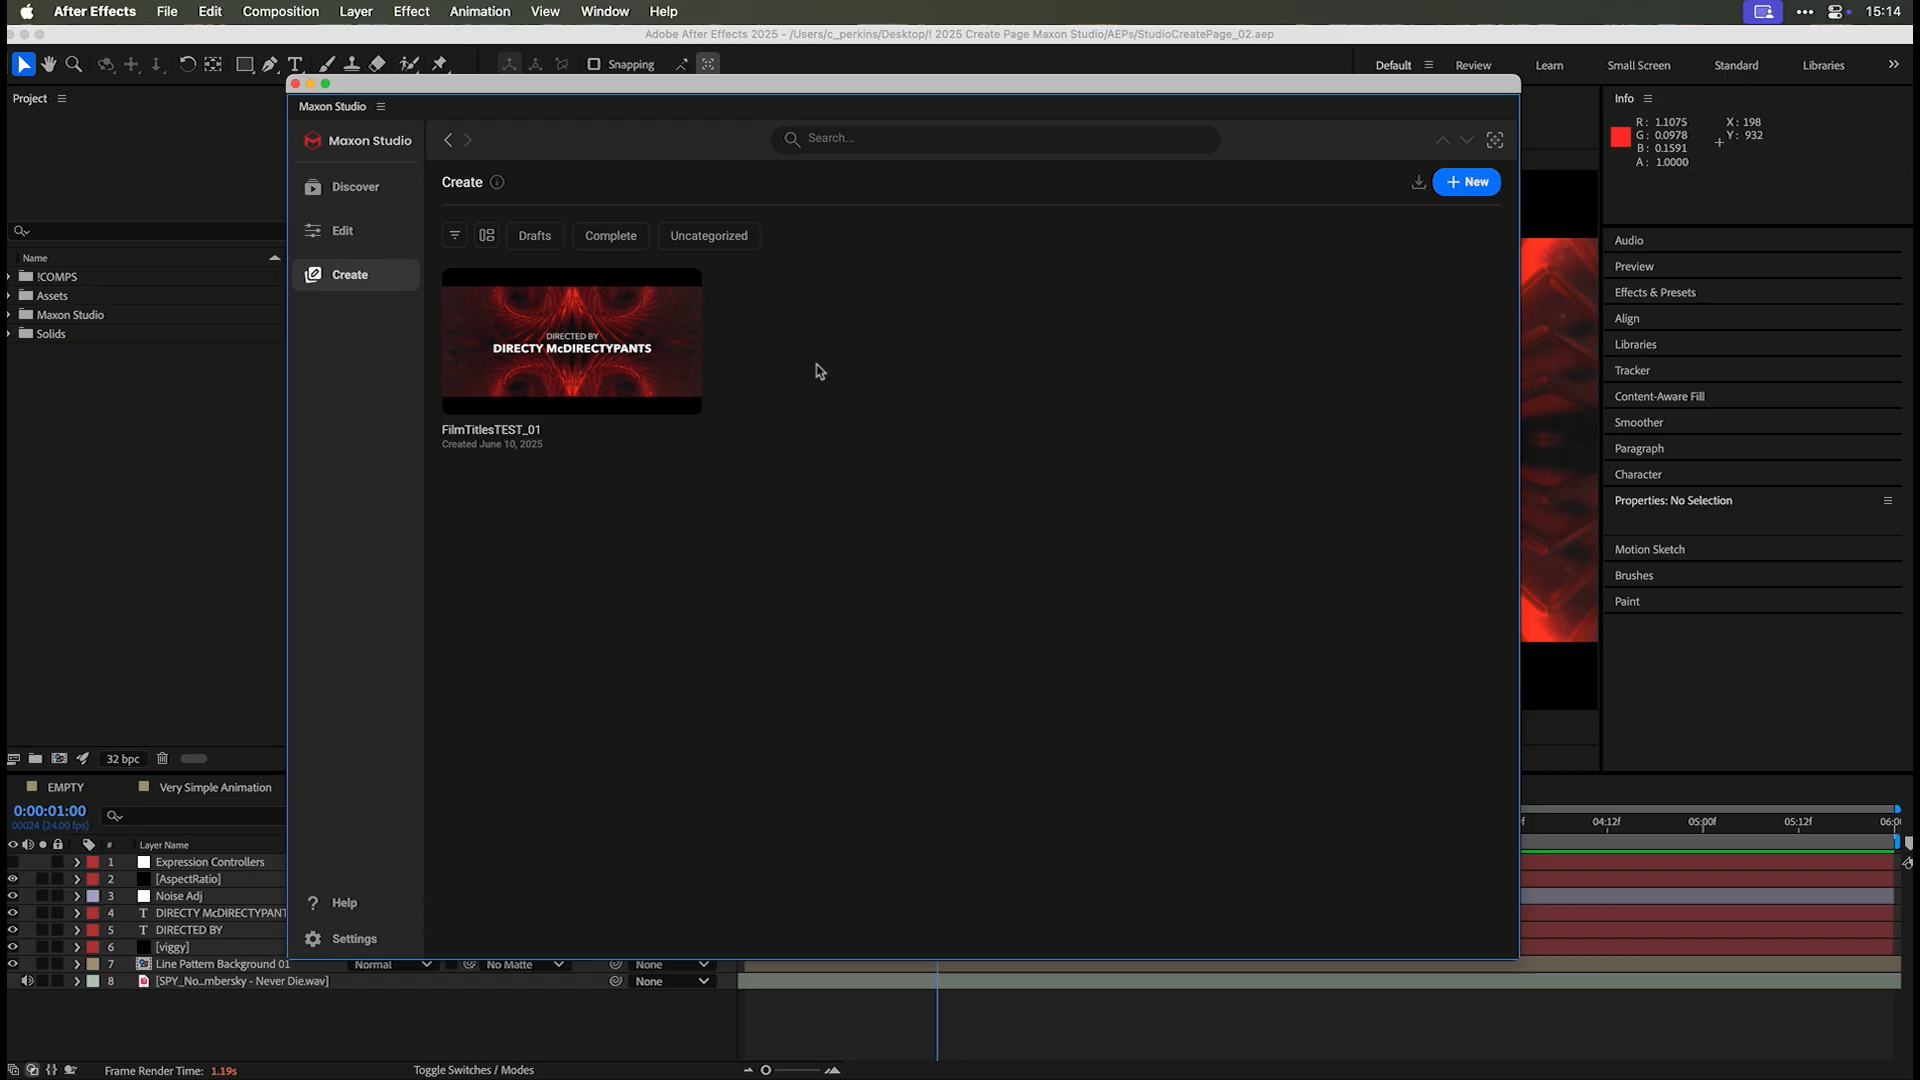 After Effects File Edit Composition Layer Effect Animation View Window Help 15:14
Adobe After Effects 2025 - /Users/c_perkins/Desktop/! 2025 Create Page Maxon Studio/AEPs/StudioCreatePage_02.aep
Snapping Default Review Learn Small Screen Standard Libraries
Project
Name
!COMPS
Assets
Maxon Studio
Solids
32 bpc
Maxon Studio
Maxon Studio
Discover
Edit
Create
Help
Settings
Search...
Create
New
Drafts Complete Uncategorized
DIRECTED BY
DIRECTY McDIRECTYPANTS
FilmTitlesTEST_01
Created June 10, 2025
Info
R: 1.1075 X: 198
G: 0.0978 Y: 932
B: 0.1591
A: 1.0000
Audio
Preview
Effects & Presets
Align
Libraries
Tracker
Content-Aware Fill
Smoother
Paragraph
Character
Properties: No Selection
Motion Sketch
Brushes
Paint
EMPTY Very Simple Animation
0:00:01:00
00024 (24.00 fps)
04:12f 05:00f 05:12f 06:0
# Layer Name
1 Expression Controllers
2 [AspectRatio]
3 Noise Adj
4 T DIRECTY McDIRECTYPANT
5 T DIRECTED BY
6 [viggy]
7 Line Pattern Background 01 Normal No Matte None
8 [SPY_No...mbersky - Never Die.wav] None
Frame Render Time: 1.19s Toggle Switches / Modes